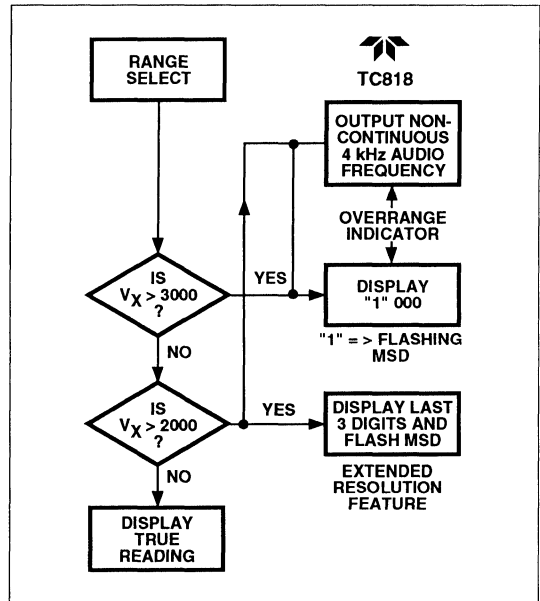 RANGE
SELECT
TC818
OUTPUT NON-
CONTINUOUS
4 kHz AUDIO
FREQUENCY
OVERRANGE
INDICATOR
IS
VX > 3000
?
YES
DISPLAY
"1" 000
"1" = > FLASHING
MSD
NO
IS
VX > 2000
?
YES
DISPLAY LAST
3 DIGITS AND
FLASH MSD
EXTENDED
RESOLUTION
FEATURE
NO
DISPLAY
TRUE
READING